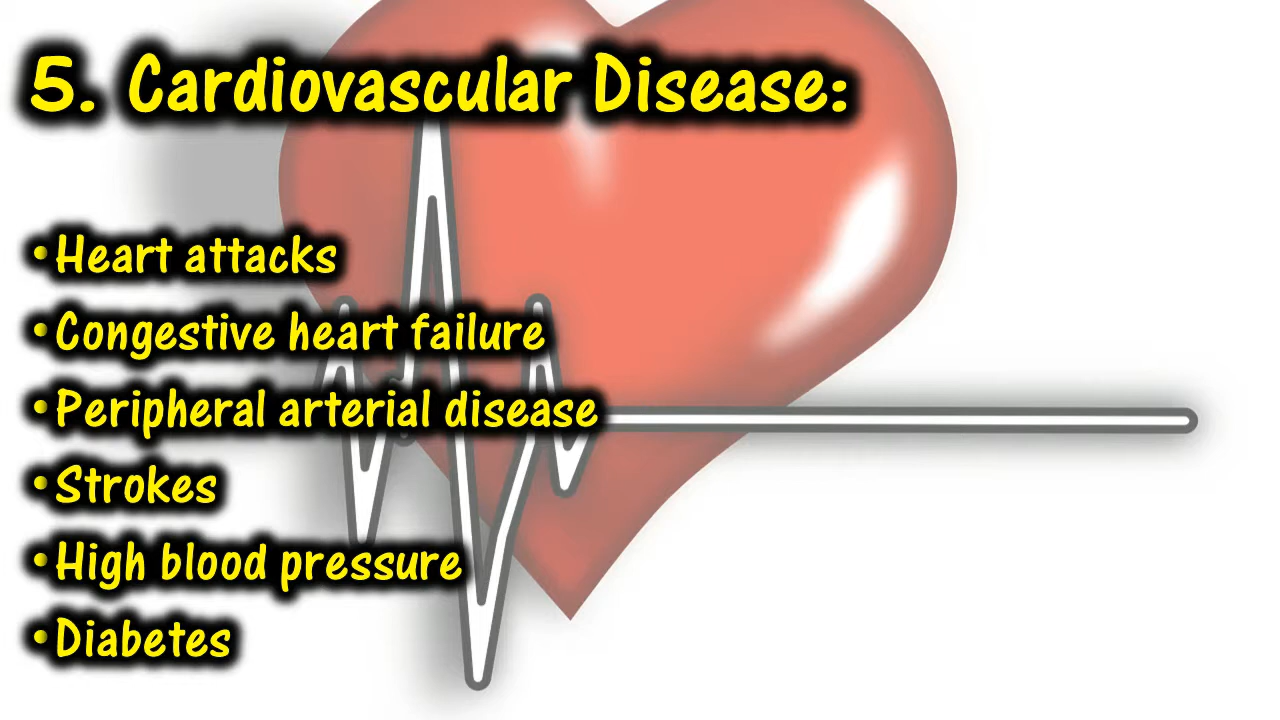 5. Cardiovascular Disease:
•Heart attacks
•Congestive heart failure
•Peripheral arterial disease
•Strokes
•High blood pressure
•Diabetes